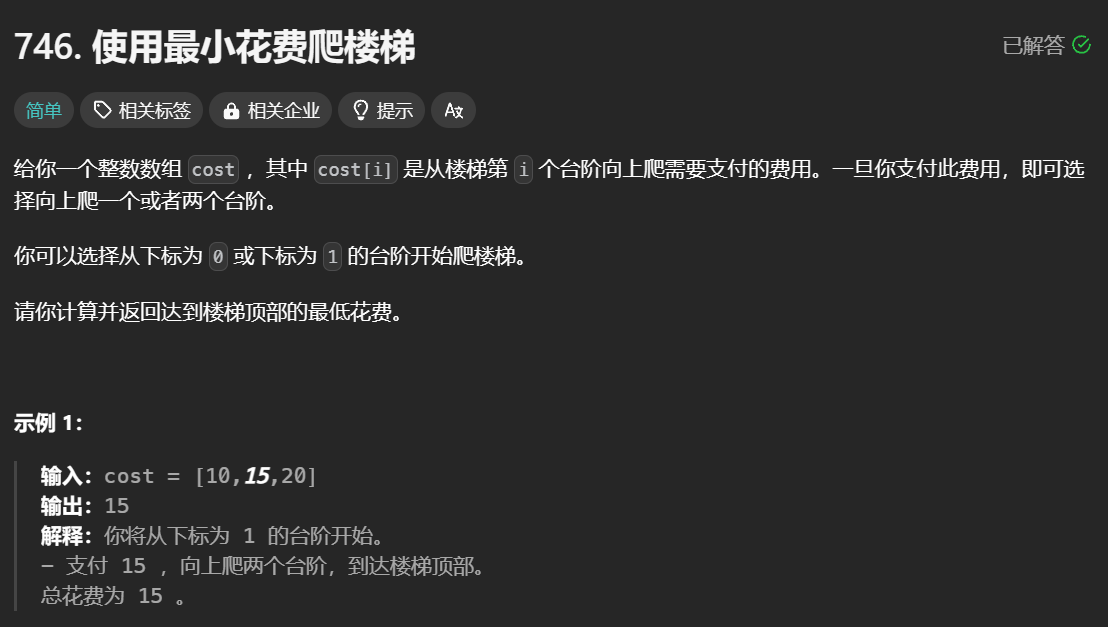 746. 使用最小花费爬楼梯
已解答
简单 相关标签 相关企业 提示
给你一个整数数组 cost ，其中 cost[i] 是从楼梯第 i 个台阶向上爬需要支付的费用。一旦你支付此费用，即可选
择向上爬一个或者两个台阶。
你可以选择从下标为 0 或下标为 1 的台阶开始爬楼梯。
请你计算并返回达到楼梯顶部的最低花费。
示例 1：
输入：cost = [10,15,20]
输出：15
解释：你将从下标为 1 的台阶开始。
- 支付 15 ，向上爬两个台阶，到达楼梯顶部。
总花费为 15 。